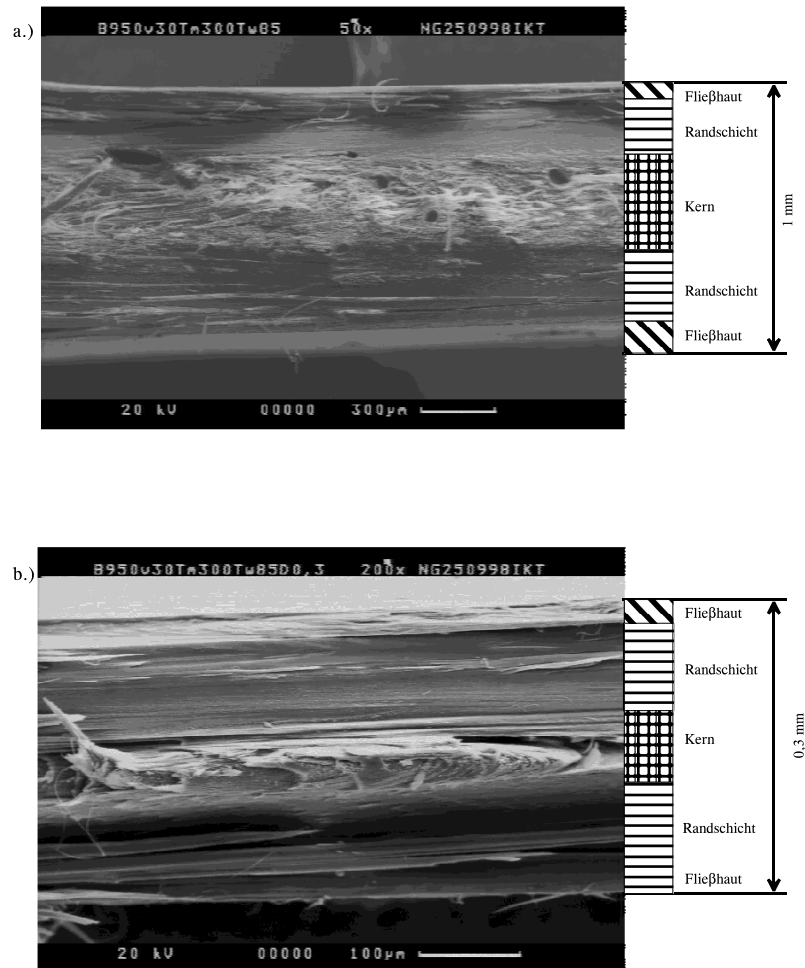 a.)
B950v30Tm300Tw85 50x NG250998IKT
Fließhaut
Randschicht
Kern
Randschicht
Fließhaut
1 mm
20 kV 00000 300µm
b.)
B950v30Tm300Tw85D0,3 200x NG250998IKT
Fließhaut
Randschicht
Kern
Randschicht
Fließhaut
0,3 mm
20 kV 00000 100µm